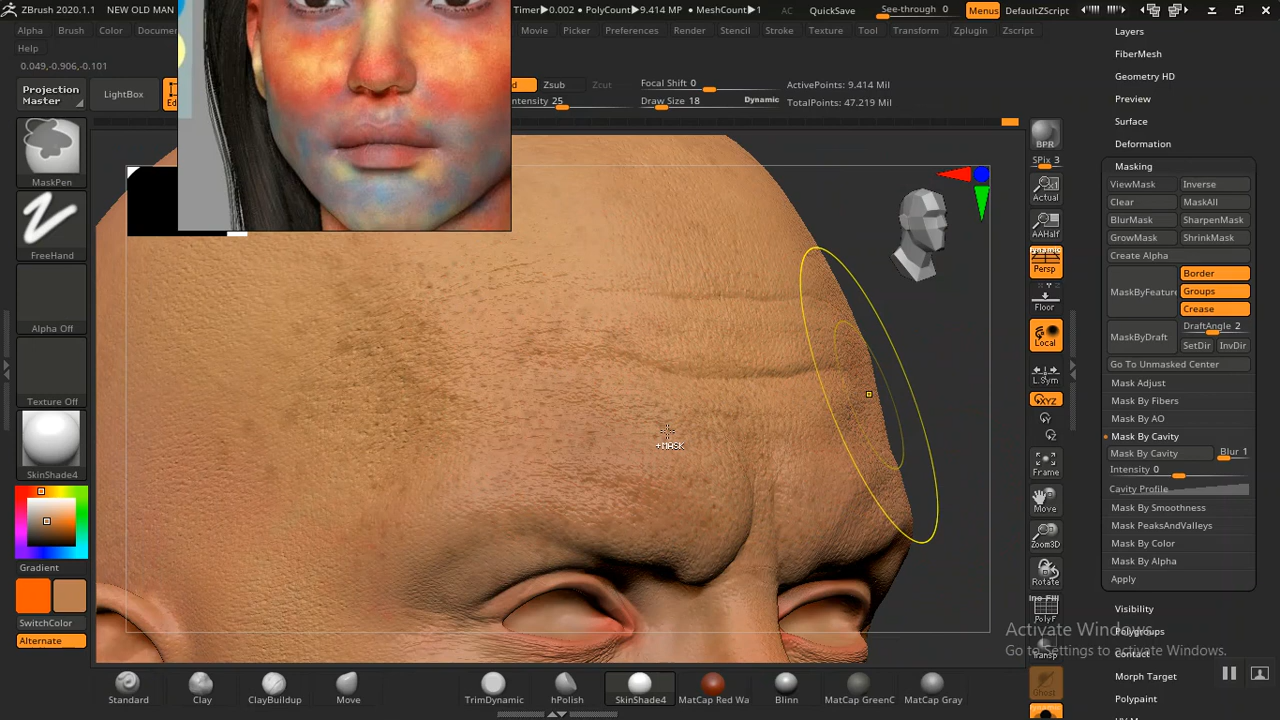 ZBrush 2020.1.1 NEW OLD MAN
Timer▶0.002 • PolyCount▶9.414 MP • MeshCount▶1
AC
QuickSave
See-through 0
Menus
DefaultZScript
Alpha
Brush
Color
Documen
Movie
Picker
Preferences
Render
Stencil
Stroke
Texture
Tool
Transform
Zplugin
Zscript
Help
0.049,-0.906,-0.101
Projection
Master
LightBox
Ed
d
Zsub
Zcut
Focal Shift 0
ActivePoints: 9.414 Mil
ntensity 25
Draw Size 18
Dynamic
TotalPoints: 47.219 Mil
MaskPen
FreeHand
Alpha Off
Texture Off
SkinShade4
Gradient
SwitchColor
Alternate
+MASK
BPR
SPix 3
Actual
AAHalf
Dynamic
Persp
Floor
Local
L.Sym
XYZ
Y
Z
Frame
Move
Zoom3D
Rotate
PolyF
Transp
Ghost
Layers
FiberMesh
Geometry HD
Preview
Surface
Deformation
Masking
ViewMask
Inverse
Clear
MaskAll
BlurMask
SharpenMask
GrowMask
ShrinkMask
Create Alpha
MaskByFeature
Border
Groups
Crease
MaskByDraft
DraftAngle 2
SetDir
InvDir
Go To Unmasked Center
Mask Adjust
Mask By Fibers
Mask By AO
Mask By Cavity
Mask By Cavity
Blur 1
Intensity 0
Cavity Profile
Mask By Smoothness
Mask PeaksAndValleys
Mask By Color
Mask By Alpha
Apply
Visibility
Polygroups
Contact
Morph Target
Polypaint
Activate Windows
Go to Settings to activate Windows.
Standard
Clay
ClayBuildup
Move
TrimDynamic
hPolish
SkinShade4
MatCap Red Wa
Blinn
MatCap GreenC
MatCap Gray